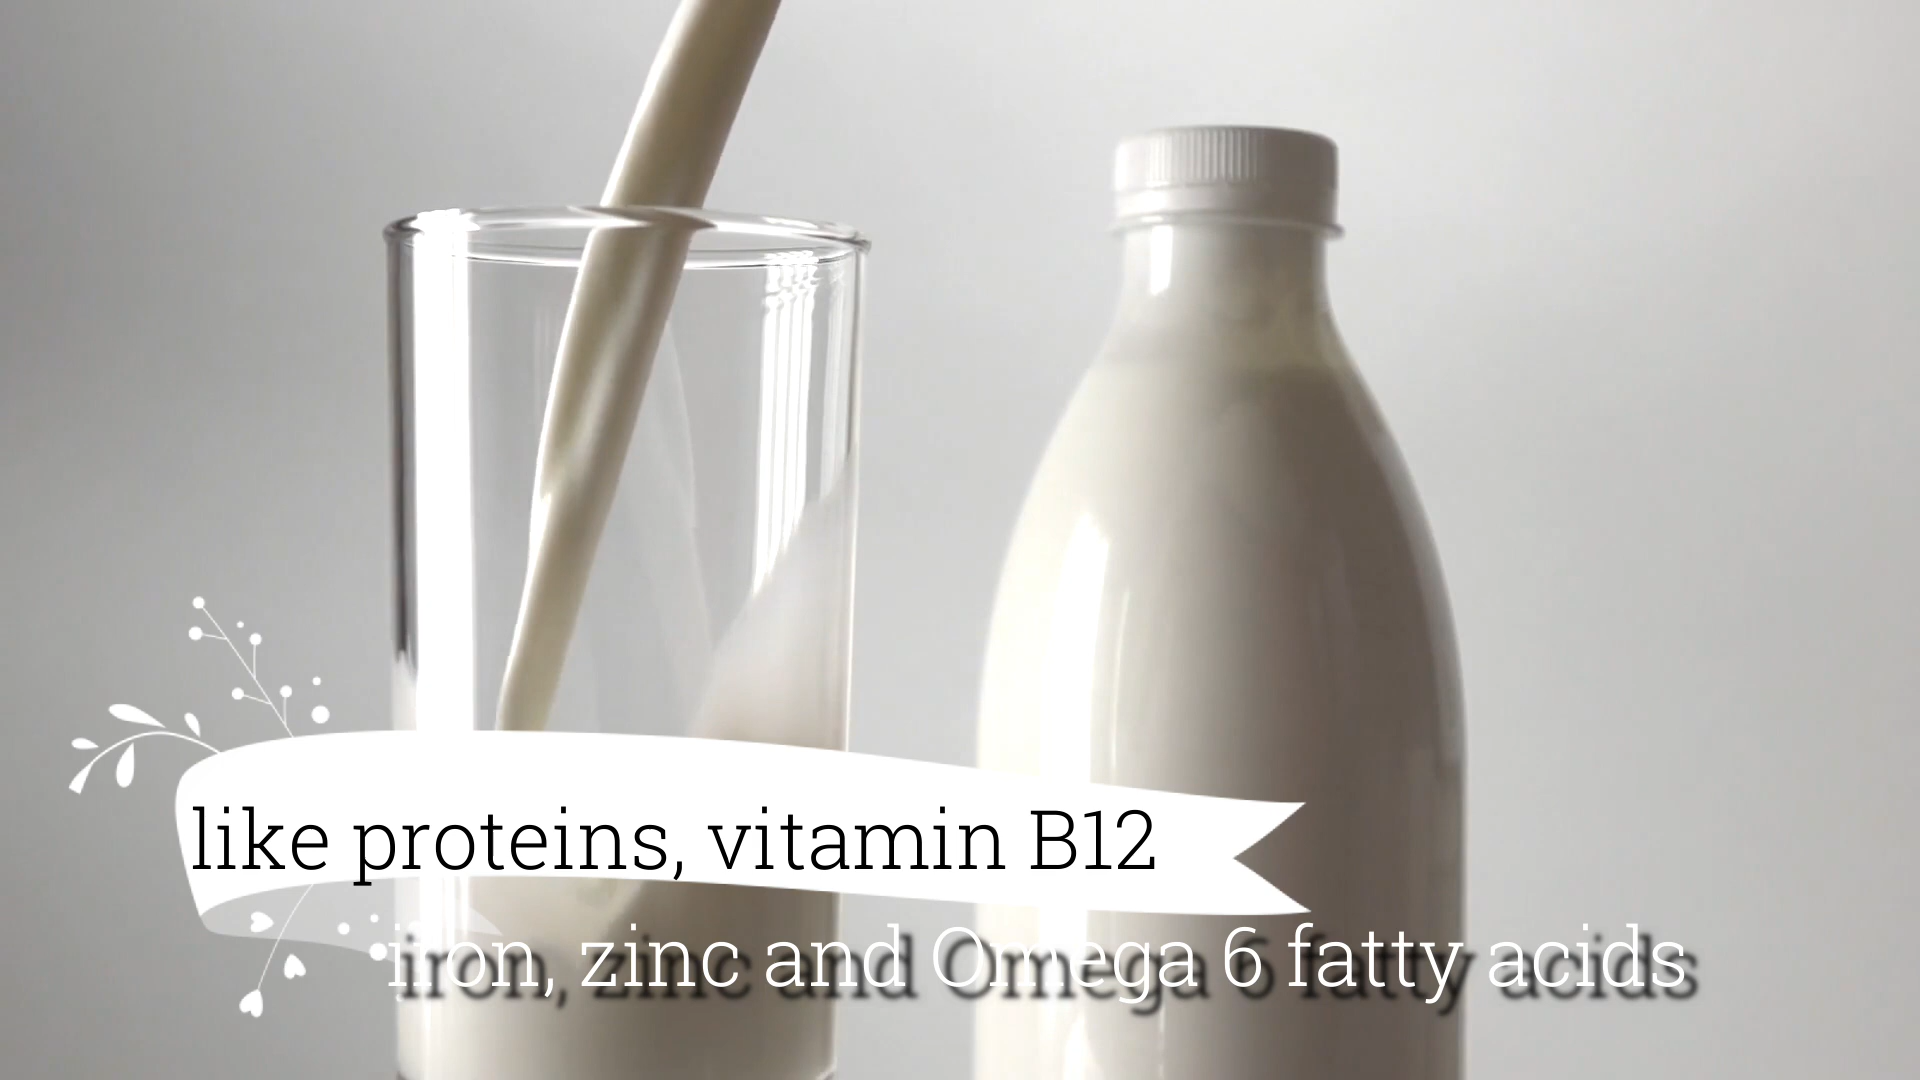 like proteins, vitamin B12
iron, zinc and Omega 6 fatty acids